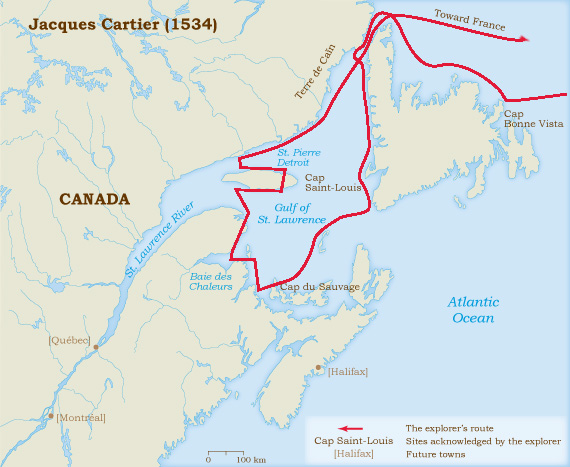 Jacques Cartier (1534)
Toward France
Terre de Caïn
Cap
Bonne Vista
St. Pierre
Detroit
Cap
Saint-Louis
CANADA
Gulf of
St. Lawrence
St. Lawrence River
Baie des
Chaleurs
Cap du Sauvage
Atlantic
Ocean
[Québec]
[Halifax]
[Montréal]
The explorer's route
Cap Saint-Louis Sites acknowledged by the explorer
[Halifax] Future towns
0 100 km